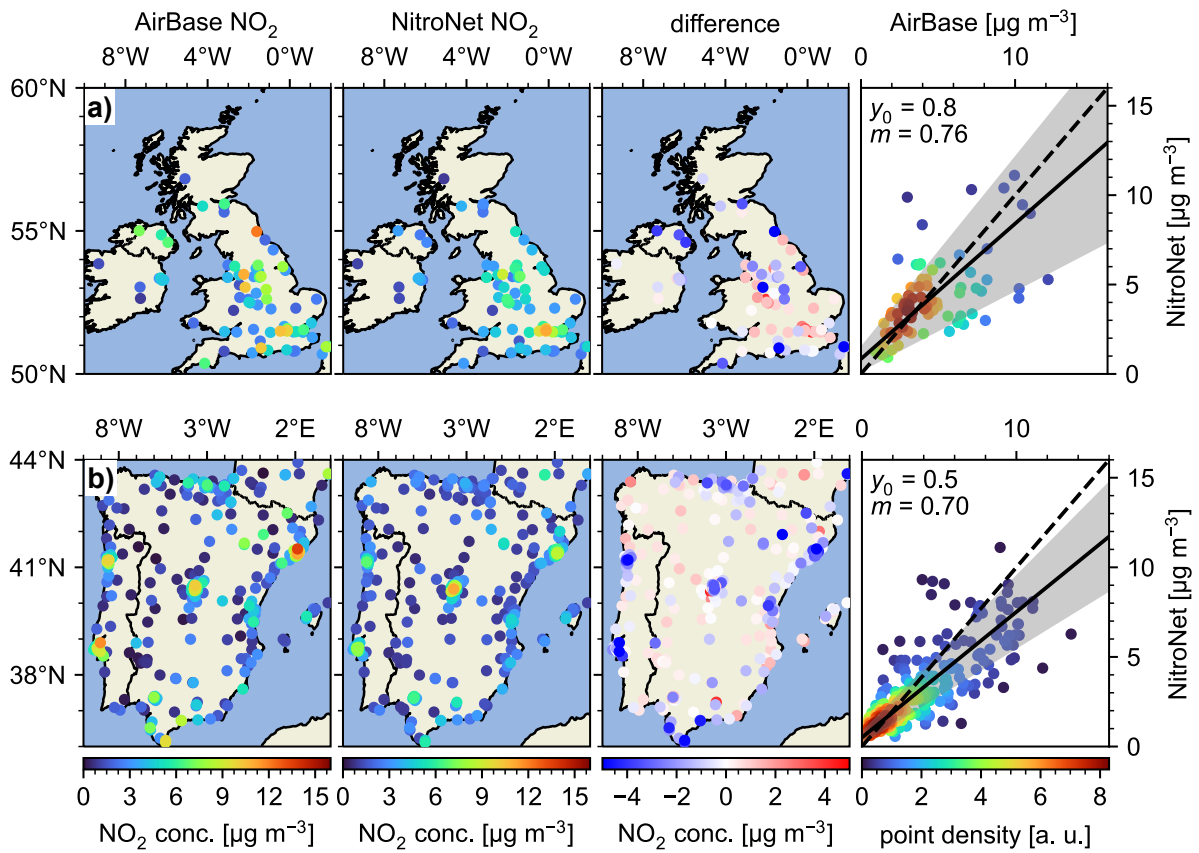 AirBase NO₂ NitroNet NO₂ difference AirBase [µg m⁻³]
8°W 4°W 0°W 8°W 4°W 0°W 8°W 4°W 0°W 0 10
60°N a) y₀ = 0.8 15
m = 0.76
55°N 10
5
50°N 0
NitroNet [µg m⁻³]
8°W 3°W 2°E 8°W 3°W 2°E 8°W 3°W 2°E 0 10
44°N b) y₀ = 0.5 15
m = 0.70
41°N 10
38°N 5
0
NitroNet [µg m⁻³]
0 3 6 9 12 15 0 3 6 9 12 15 −4 −2 0 2 4 0 2 4 6 8
NO₂ conc. [µg m⁻³] NO₂ conc. [µg m⁻³] NO₂ conc. [µg m⁻³] point density [a. u.]